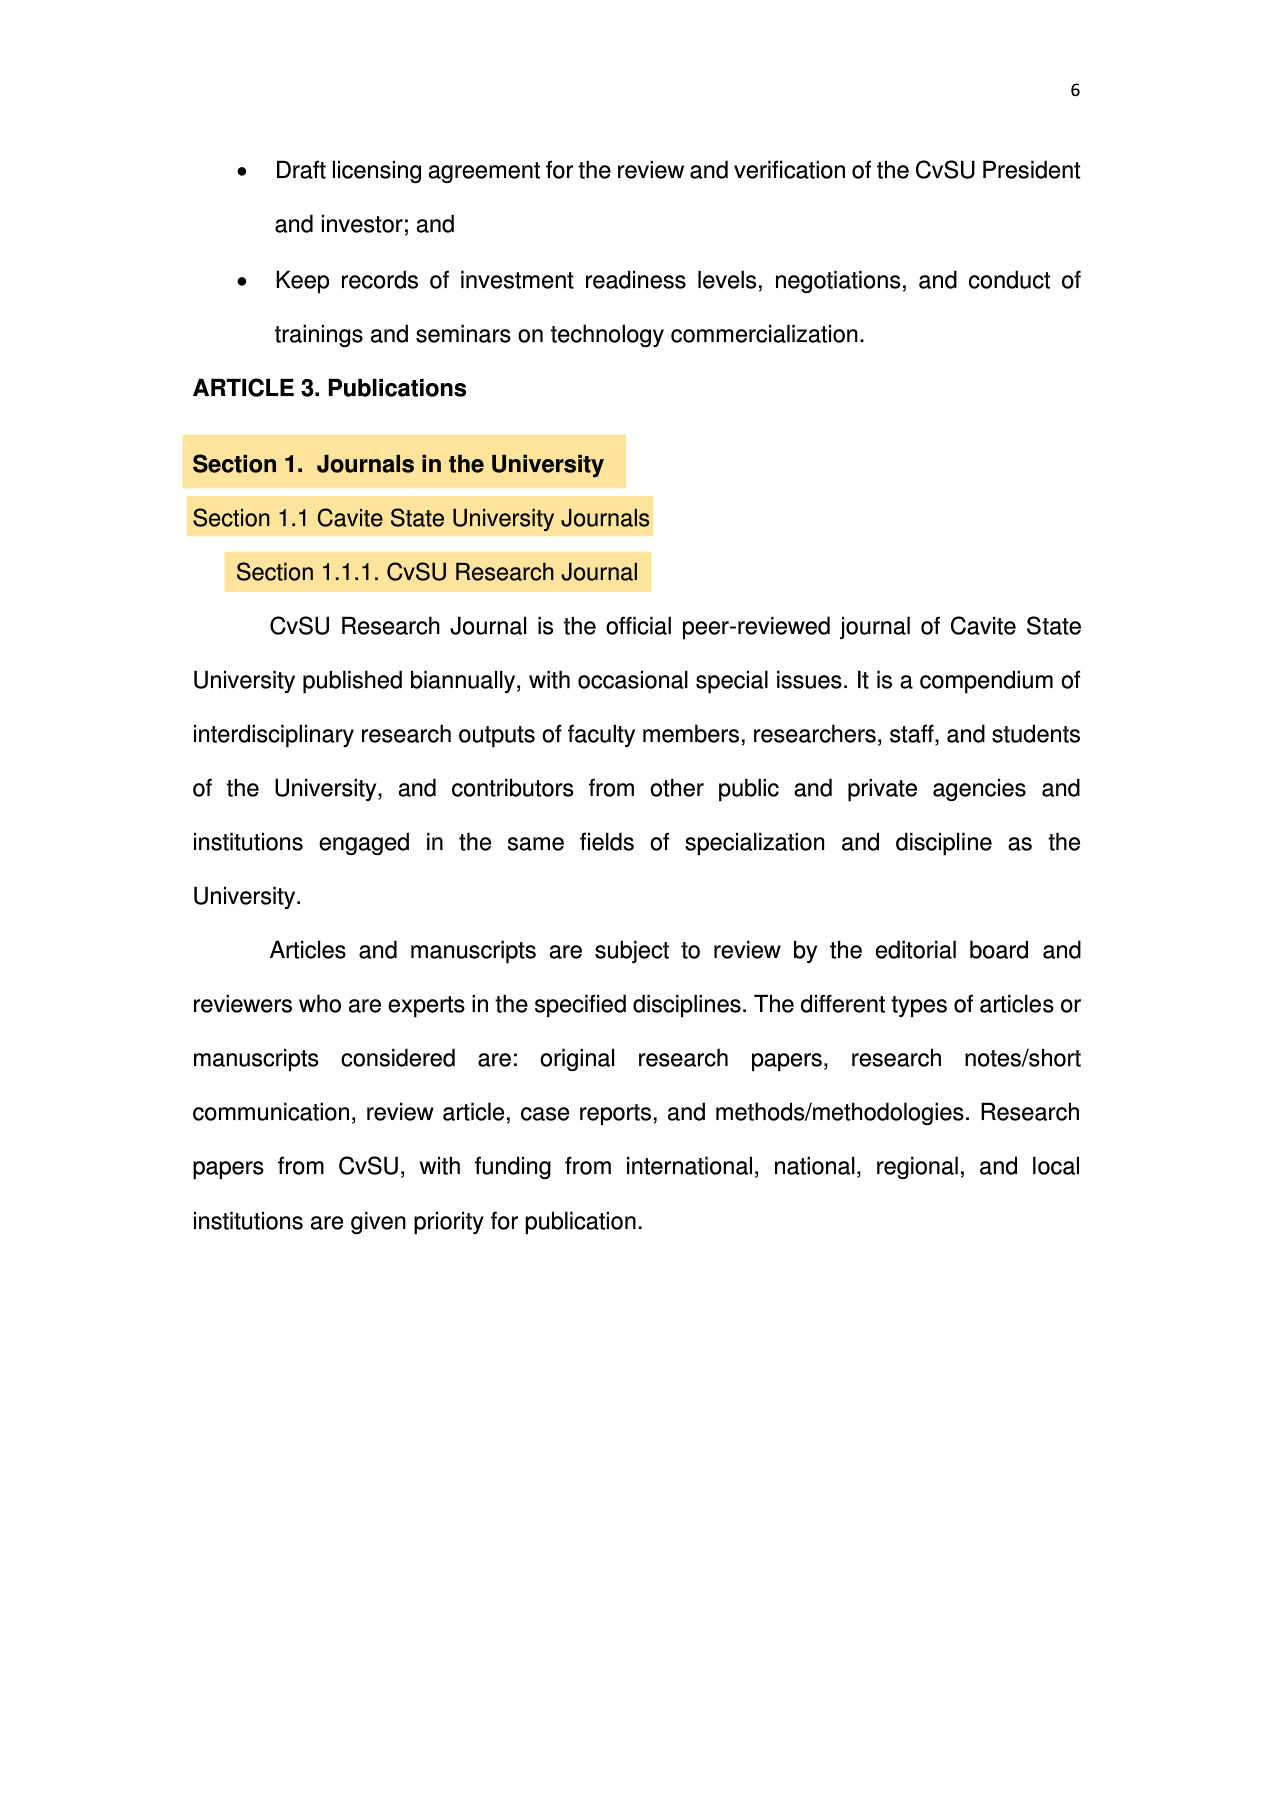 6
• Draft licensing agreement for the review and verification of the CvSU President
and investor; and
• Keep records of investment readiness levels, negotiations, and conduct of
trainings and seminars on technology commercialization.
ARTICLE 3. Publications
Section 1.  Journals in the University
Section 1.1 Cavite State University Journals
Section 1.1.1. CvSU Research Journal
CvSU Research Journal is the official peer-reviewed journal of Cavite State
University published biannually, with occasional special issues. It is a compendium of
interdisciplinary research outputs of faculty members, researchers, staff, and students
of the University, and contributors from other public and private agencies and
institutions engaged in the same fields of specialization and discipline as the
University.
Articles and manuscripts are subject to review by the editorial board and
reviewers who are experts in the specified disciplines. The different types of articles or
manuscripts considered are: original research papers, research notes/short
communication, review article, case reports, and methods/methodologies. Research
papers from CvSU, with funding from international, national, regional, and local
institutions are given priority for publication.